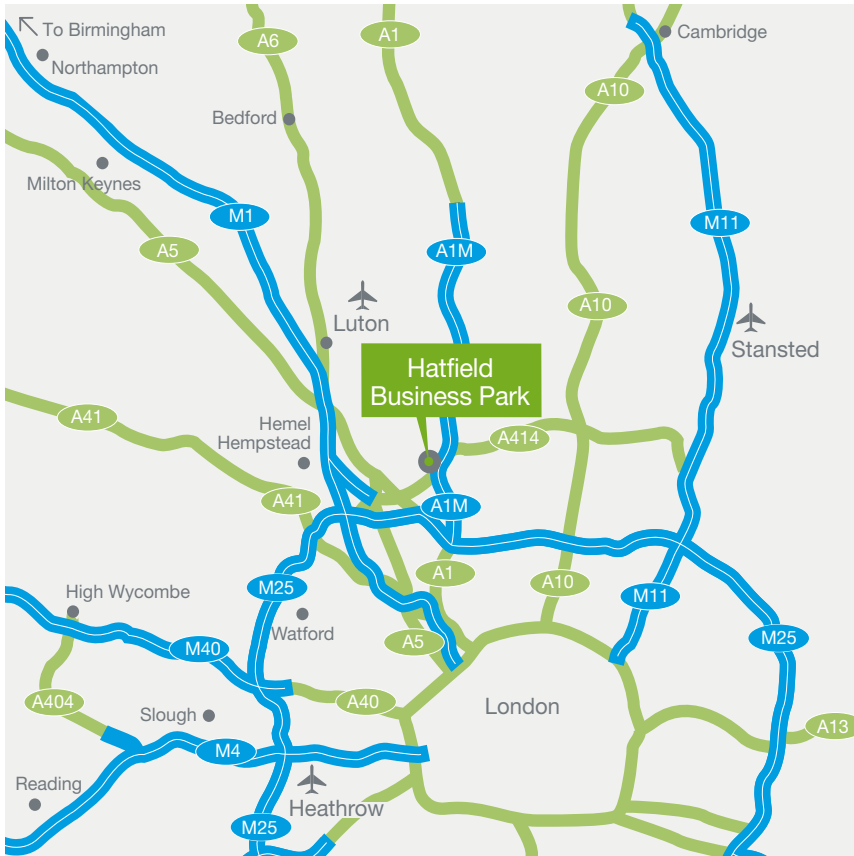 To Birmingham
Northampton
A6
A1
Cambridge
A10
Bedford
Milton Keynes
M1
M11
A5
A1M
A10
Luton
Stansted
Hatfield
Business Park
A41
Hemel
Hempstead
A414
A41
A1M
A1
A10
M25
M11
High Wycombe
Watford
M25
M40
A5
A404
Slough
A40
London
A13
M4
Reading
Heathrow
M25